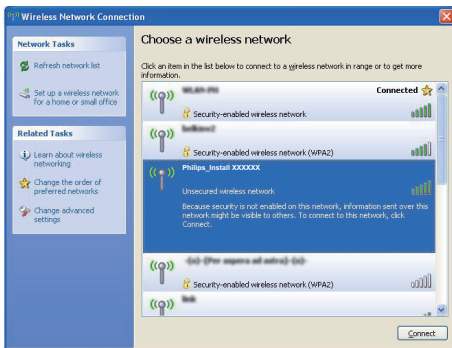 Wireless Network Connection
Network Tasks
Refresh network list
Set up a wireless network
for a home or small office
Related Tasks
Learn about wireless
networking
Change the order of
preferred networks
Change advanced
settings
Choose a wireless network
Click an item in the list below to connect to a wireless network in range or to get more
information.
Connected
Security-enabled wireless network
Security-enabled wireless network (WPA2)
Philips_Install XXXXXX
Unsecured wireless network
Because security is not enabled on this network, information sent over this
network might be visible to others. To connect to this network, click
Connect.
Security-enabled wireless network (WPA2)
Connect